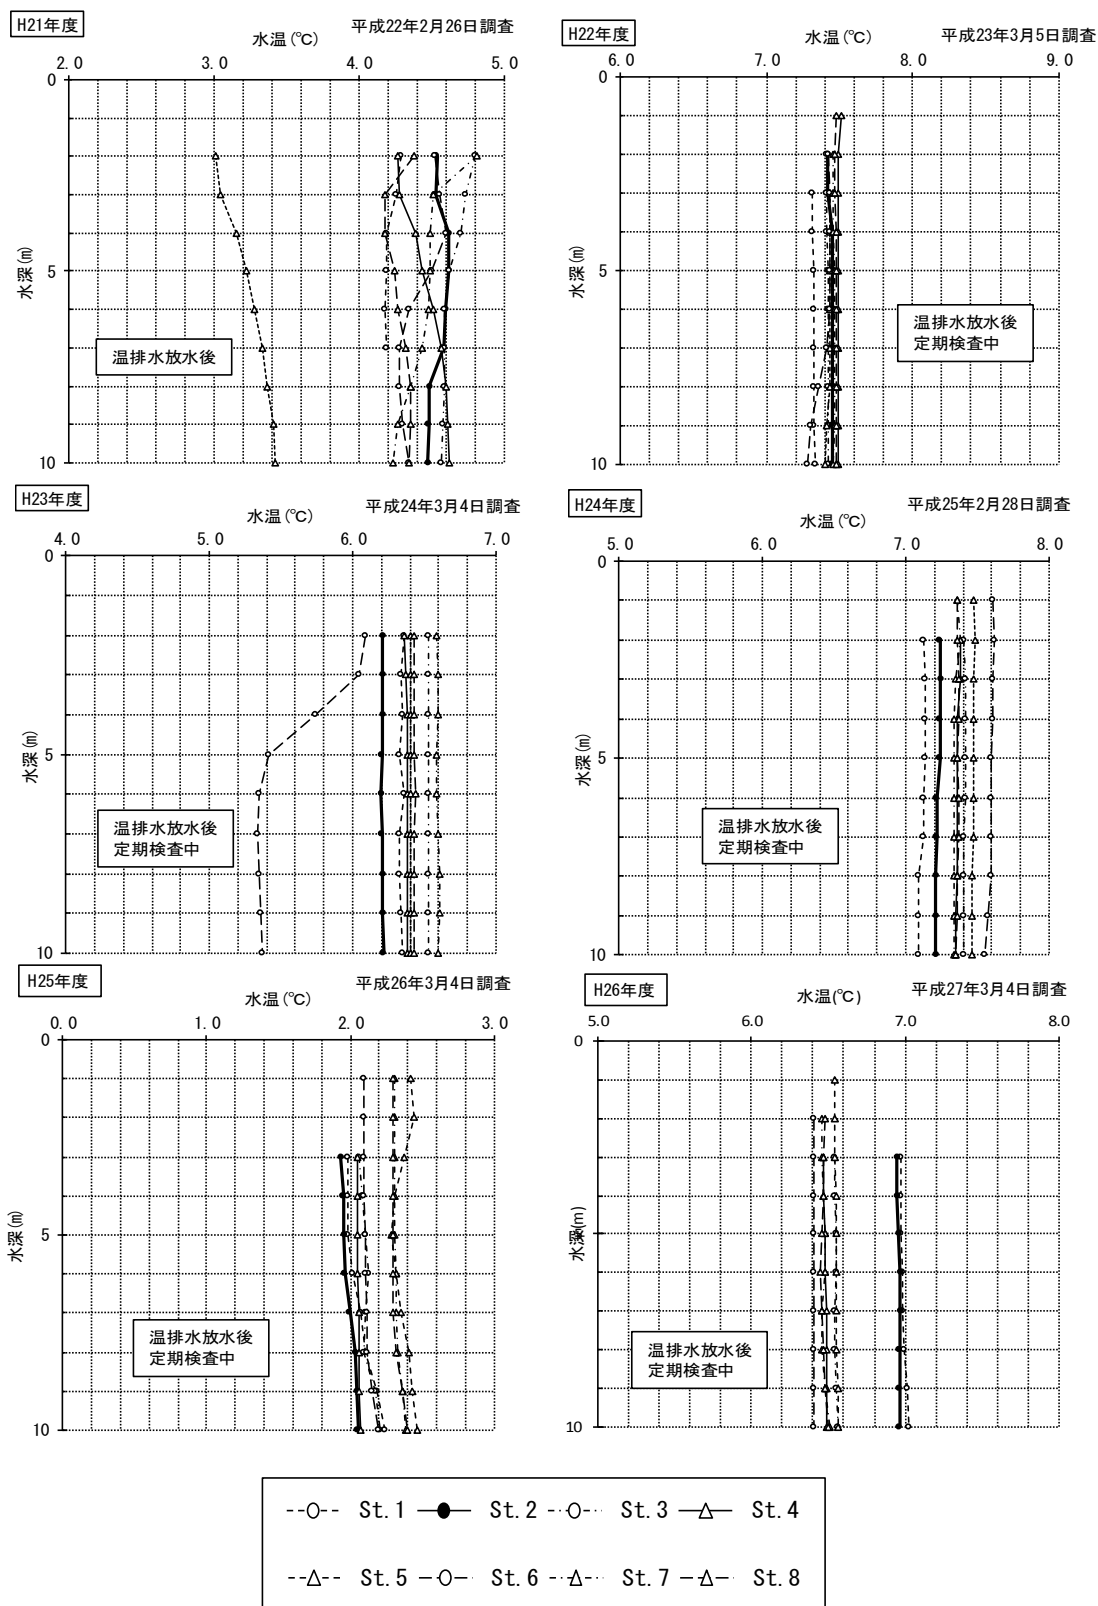 H21年度
平成22年2月26日調査
水温(℃)
2.0 3.0 4.0 5.0
0
5
10
水深(m)
温排水放水後
H22年度
平成23年3月5日調査
水温(℃)
6.0 7.0 8.0 9.0
0
5
10
水深(m)
温排水放水後
定期検査中
H23年度
平成24年3月4日調査
水温(℃)
4.0 5.0 6.0 7.0
0
5
10
水深(m)
温排水放水後
定期検査中
H24年度
平成25年2月28日調査
水温(℃)
5.0 6.0 7.0 8.0
0
5
10
水深(m)
温排水放水後
定期検査中
H25年度
平成26年3月4日調査
水温(℃)
0.0 1.0 2.0 3.0
0
5
10
水深(m)
温排水放水後
定期検査中
H26年度
平成27年3月4日調査
水温(℃)
5.0 6.0 7.0 8.0
0
5
10
水深(m)
温排水放水後
定期検査中
St.1 St.2 St.3 St.4
St.5 St.6 St.7 St.8